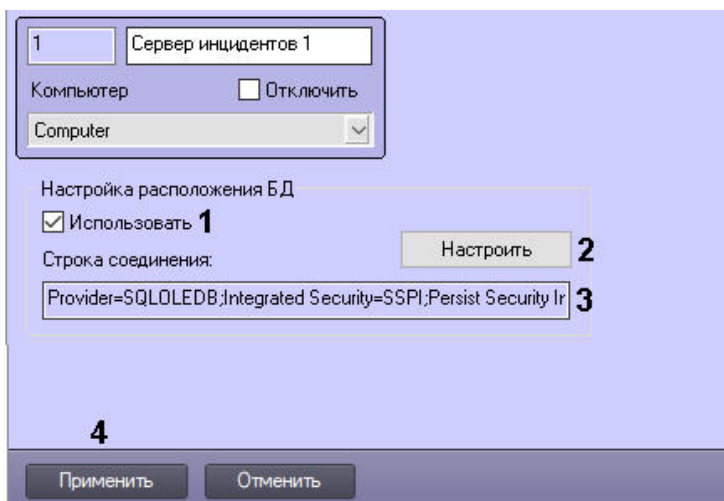 1 Сервер инцидентов 1
Компьютер Отключить
Computer
Настройка расположения БД
Использовать 1
Настроить 2
Строка соединения:
Provider=SQLOLEDB;Integrated Security=SSPI;Persist Security Ir 3
4
Применить Отменить